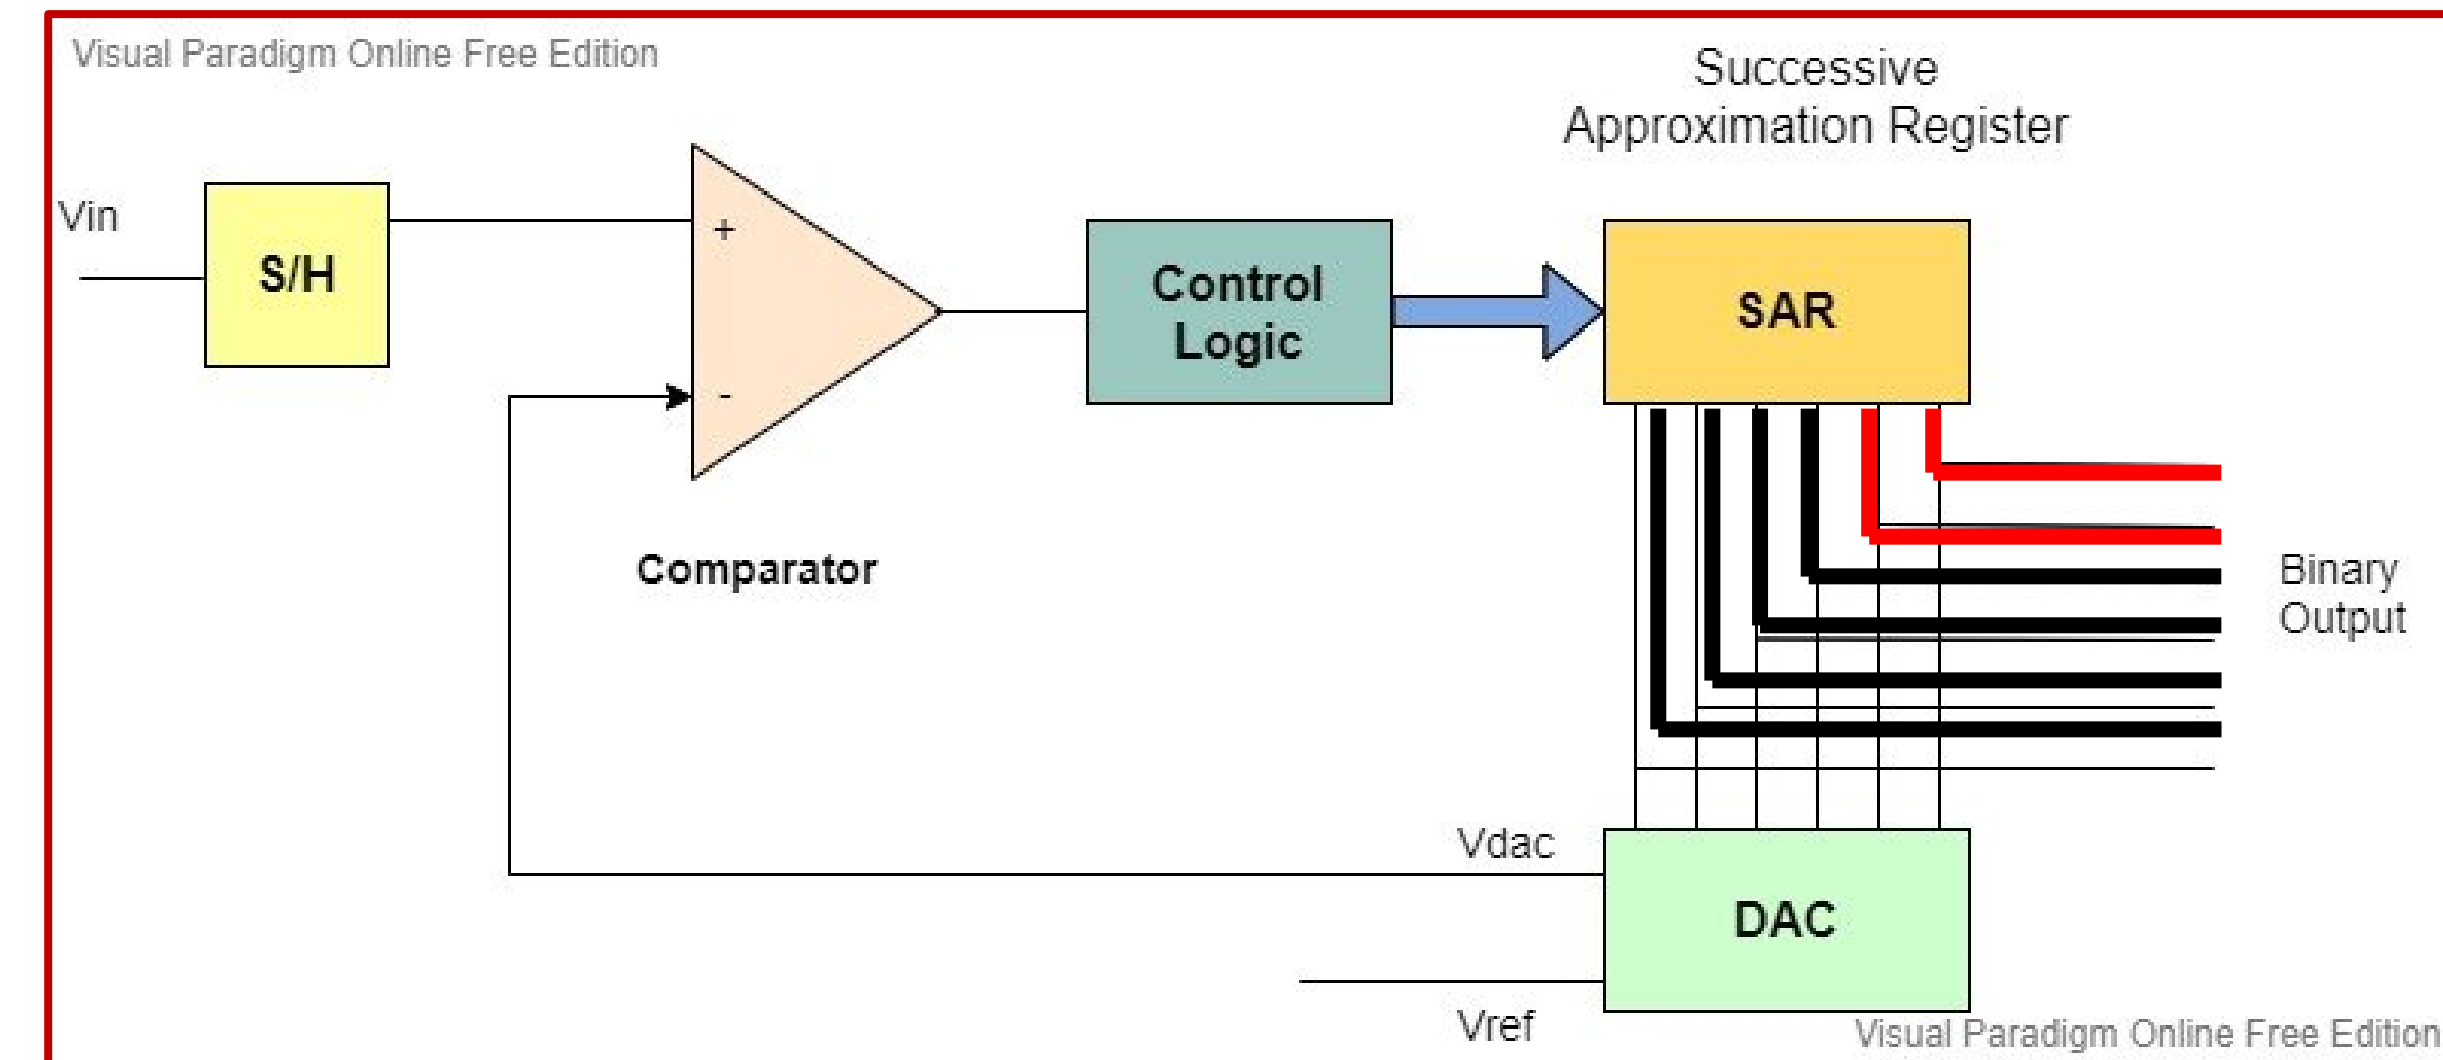 Visual Paradigm Online Free Edition
Successive
Approximation Register
Vin
S/H
+
-
Control
Logic
SAR
Comparator
Binary
Output
Vdac
DAC
Vref
Visual Paradigm Online Free Edition